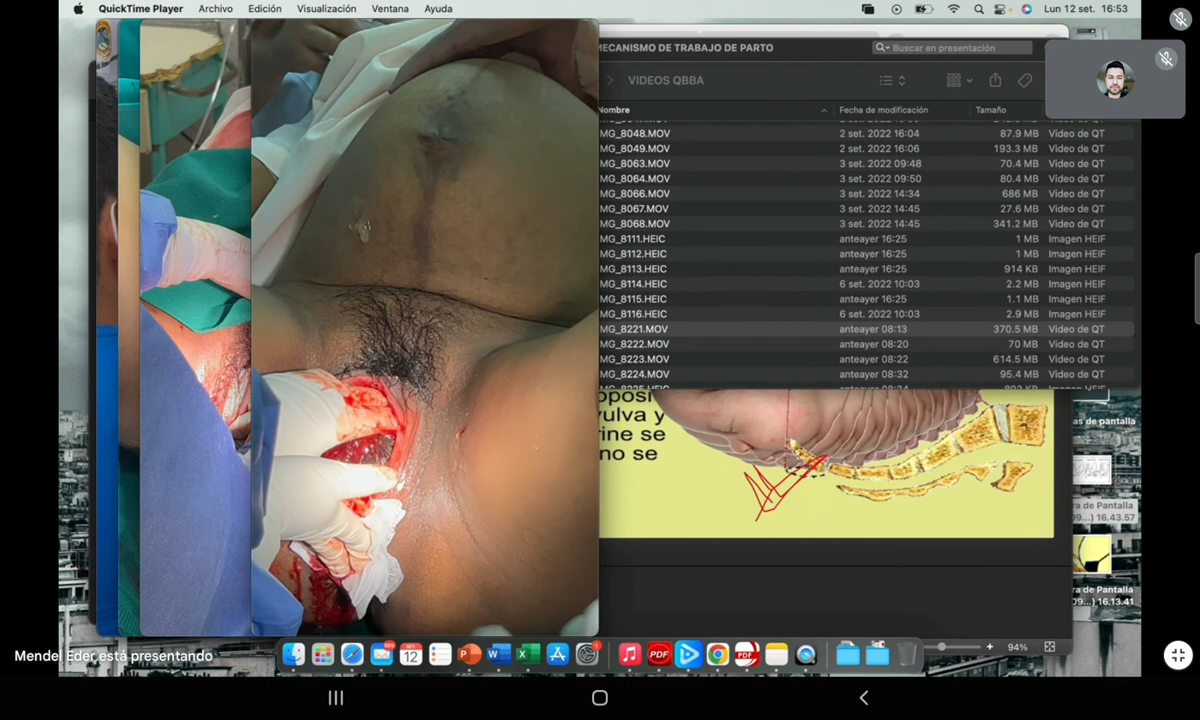 QuickTime Player Archivo Edición Visualización Ventana Ayuda
Lun 12 set. 16:53
MECANISMO DE TRABAJO DE PARTO
Buscar en presentación
VIDEOS QBBA
Nombre Fecha de modificación Tamaño
MG_8048.MOV 2 set. 2022 16:04 87.9 MB Video de QT
MG_8049.MOV 2 set. 2022 16:06 193.3 MB Video de QT
MG_8063.MOV 3 set. 2022 09:48 70.4 MB Video de QT
MG_8064.MOV 3 set. 2022 09:50 80.4 MB Video de QT
MG_8066.MOV 3 set. 2022 14:34 686 MB Video de QT
MG_8067.MOV 3 set. 2022 14:45 27.6 MB Video de QT
MG_8068.MOV 3 set. 2022 14:45 341.2 MB Video de QT
MG_8111.HEIC anteayer 16:25 1 MB Imagen HEIF
MG_8112.HEIC anteayer 16:25 1 MB Imagen HEIF
MG_8113.HEIC anteayer 16:25 914 KB Imagen HEIF
MG_8114.HEIC 6 set. 2022 10:03 2.2 MB Imagen HEIF
MG_8115.HEIC anteayer 16:25 1.1 MB Imagen HEIF
MG_8116.HEIC 6 set. 2022 10:03 2.9 MB Imagen HEIF
MG_8221.MOV anteayer 08:13 370.5 MB Video de QT
MG_8222.MOV anteayer 08:20 70 MB Video de QT
MG_8223.MOV anteayer 08:22 614.5 MB Video de QT
MG_8224.MOV anteayer 08:32 95.4 MB Video de QT
oposi
vulva y
rine se
no se
as de pantalla
ra de Pantalla
09...) 16.43.57
ra de Pantalla
09...) 16.13.41
SET
12
PDF
PDF
94%
Mendel Eder está presentando